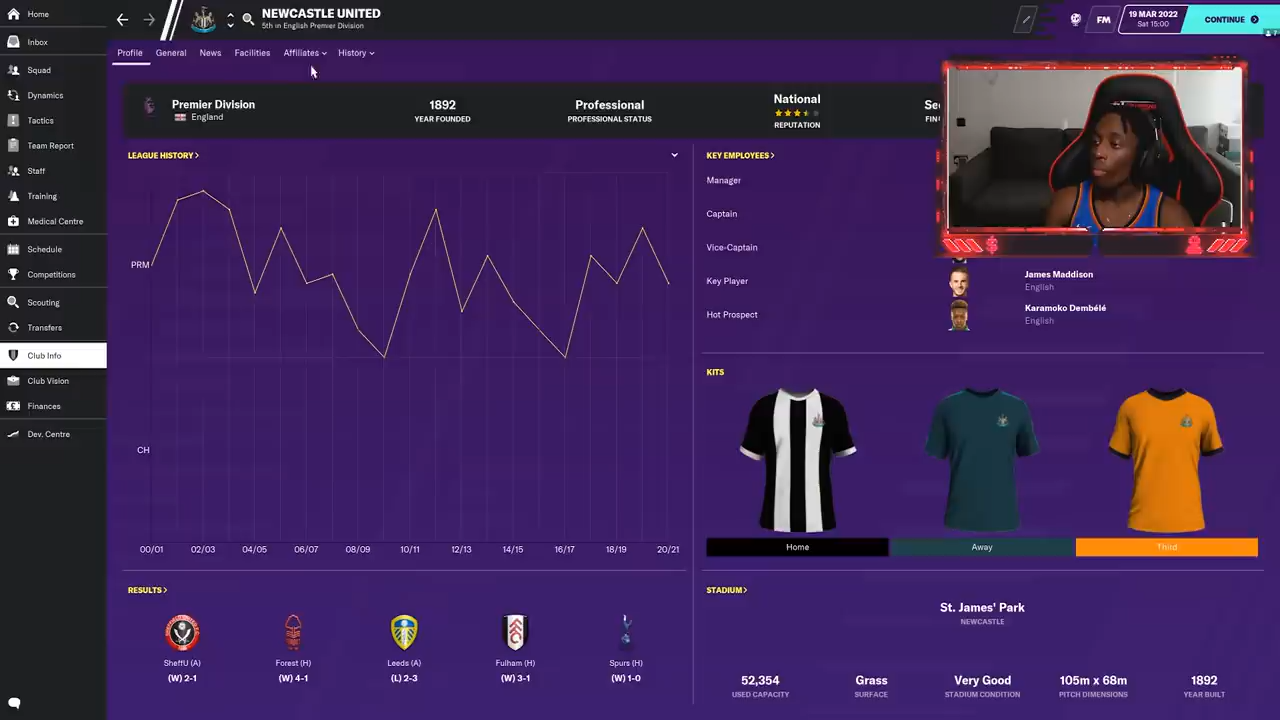 Home
Inbox
Squad
Dynamics
Tactics
Team Report
Staff
Training
Medical Centre
Schedule
Competitions
Scouting
Transfers
Club Info
Club Vision
Finances
Dev. Centre
NEWCASTLE UNITED
5th in English Premier Division
FM
19 MAR 2022
Sat 15:00
CONTINUE
7
Profile
General
News
Facilities
Affiliates
History
Premier Division
England
1892
YEAR FOUNDED
Professional
PROFESSIONAL STATUS
National
REPUTATION
LEAGUE HISTORY
PRM
CH
00/01
02/03
04/05
06/07
08/09
10/11
12/13
14/15
16/17
18/19
20/21
KEY EMPLOYEES
Manager
Captain
Vice-Captain
Key Player
James Maddison
English
Hot Prospect
Karamoko Dembélé
English
KITS
Home
Away
Third
RESULTS
SheffU (A)
(W) 2-1
Forest (H)
(W) 4-1
Leeds (A)
(L) 2-3
Fulham (H)
(W) 3-1
Spurs (H)
(W) 1-0
STADIUM
St. James' Park
NEWCASTLE
52,354
USED CAPACITY
Grass
SURFACE
Very Good
STADIUM CONDITION
105m x 68m
PITCH DIMENSIONS
1892
YEAR BUILT